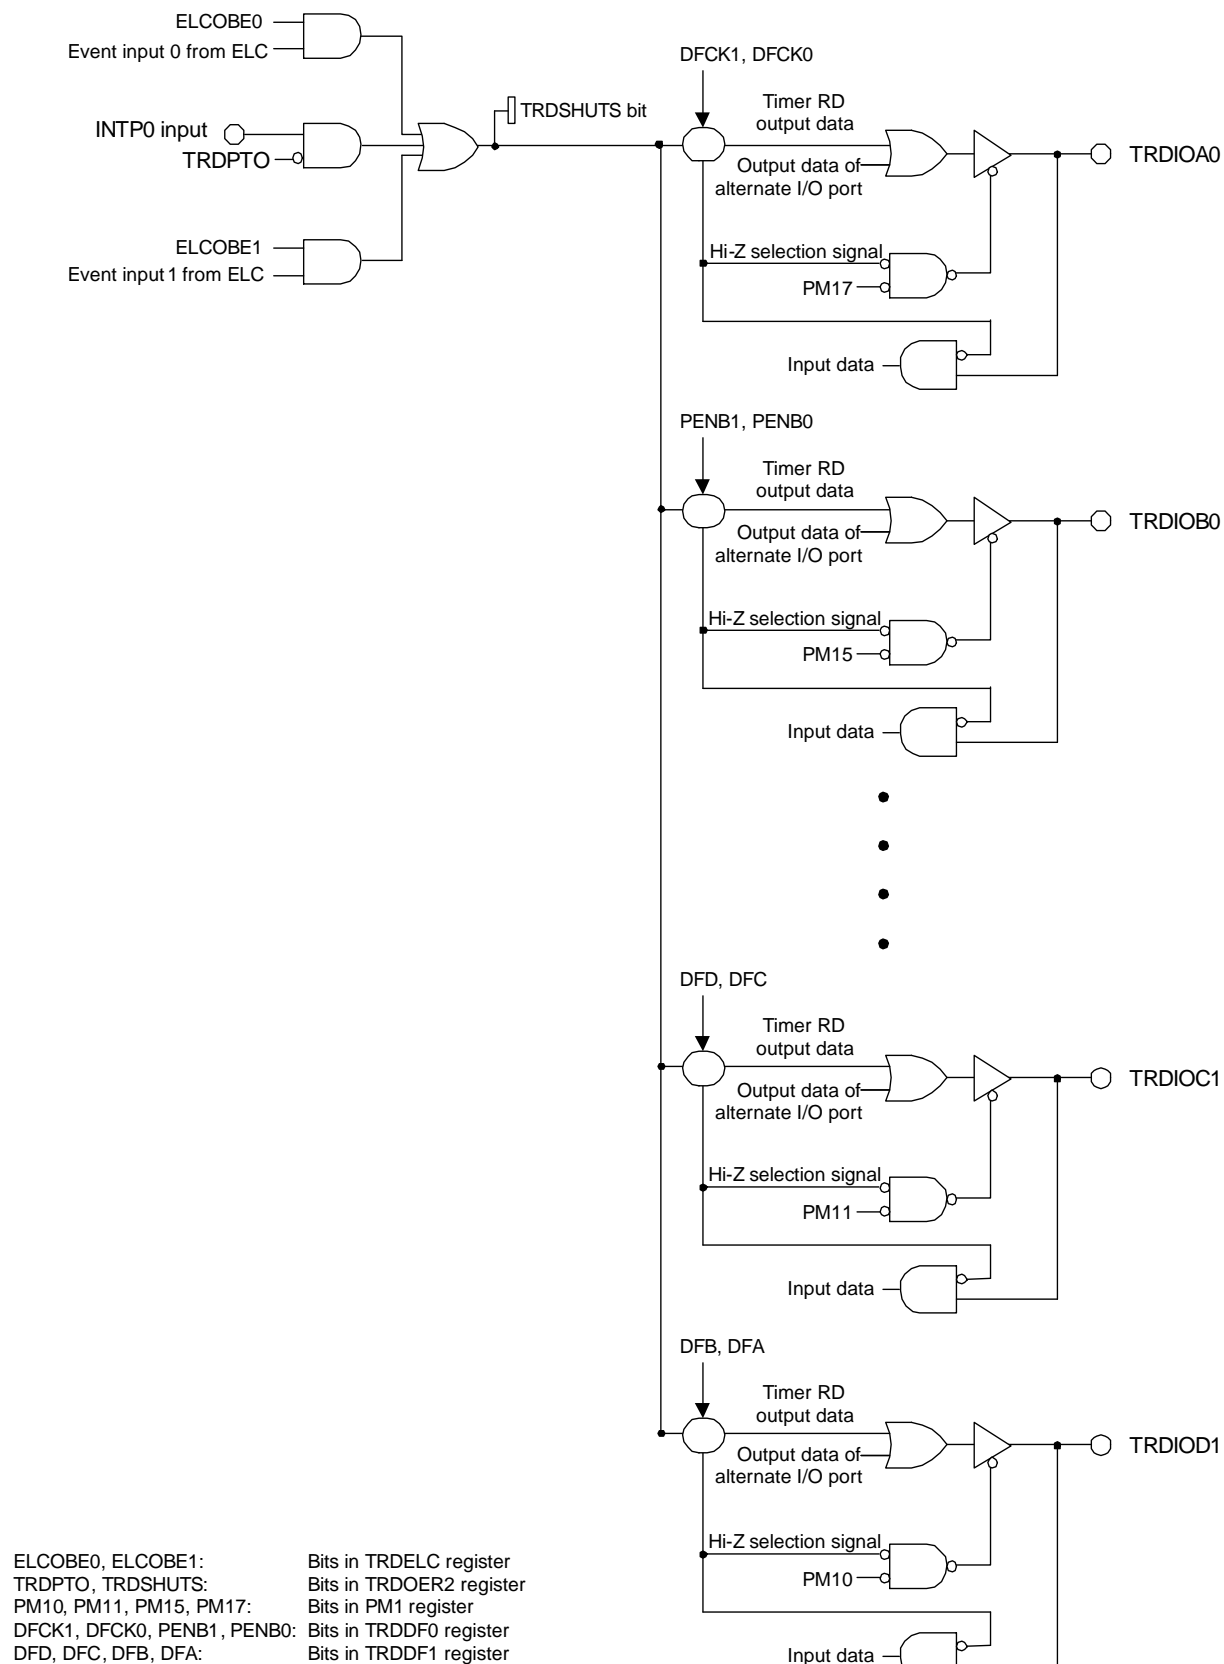 ELCOBE0
Event input 0 from ELC
INTP0 input
TRDPTO
ELCOBE1
Event input 1 from ELC
TRDSHUTS bit
DFCK1, DFCK0
Timer RD
output data
Output data of
alternate I/O port
TRDIOA0
Hi-Z selection signal
PM17
Input data
PENB1, PENB0
Timer RD
output data
Output data of
alternate I/O port
TRDIOB0
Hi-Z selection signal
PM15
Input data
DFD, DFC
Timer RD
output data
Output data of
alternate I/O port
TRDIOC1
Hi-Z selection signal
PM11
Input data
DFB, DFA
Timer RD
output data
Output data of
alternate I/O port
TRDIOD1
Hi-Z selection signal
PM10
Input data
ELCOBE0, ELCOBE1: Bits in TRDELC register
TRDPTO, TRDSHUTS: Bits in TRDOER2 register
PM10, PM11, PM15, PM17: Bits in PM1 register
DFCK1, DFCK0, PENB1, PENB0: Bits in TRDDF0 register
DFD, DFC, DFB, DFA: Bits in TRDDF1 register